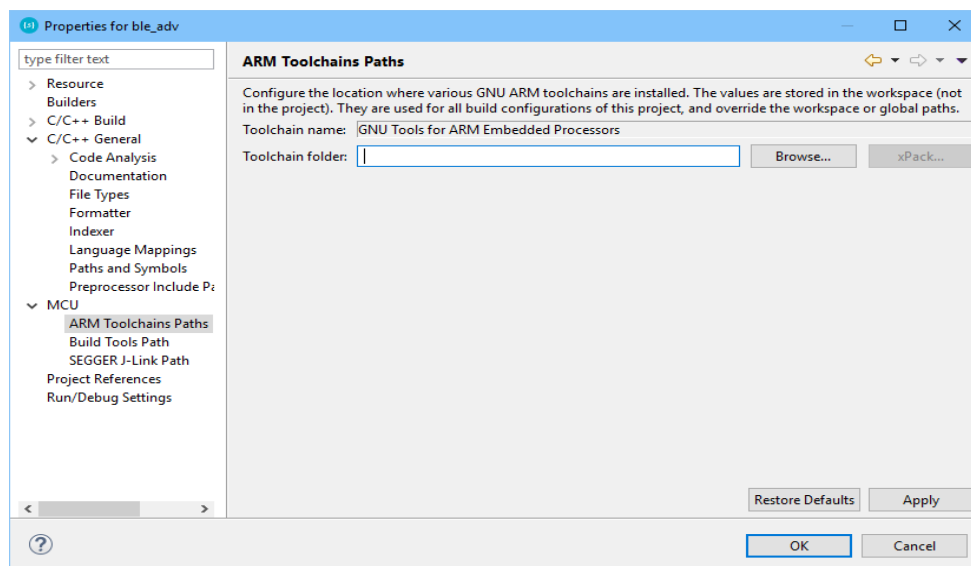 Properties for ble_adv
type filter text
Resource
Builders
C/C++ Build
C/C++ General
Code Analysis
Documentation
File Types
Formatter
Indexer
Language Mappings
Paths and Symbols
Preprocessor Include Pa
MCU
ARM Toolchains Paths
Build Tools Path
SEGGER J-Link Path
Project References
Run/Debug Settings
ARM Toolchains Paths
Configure the location where various GNU ARM toolchains are installed. The values are stored in the workspace (not
in the project). They are used for all build configurations of this project, and override the workspace or global paths.
Toolchain name: GNU Tools for ARM Embedded Processors
Toolchain folder: Browse... xPack...
Restore Defaults Apply
? OK Cancel